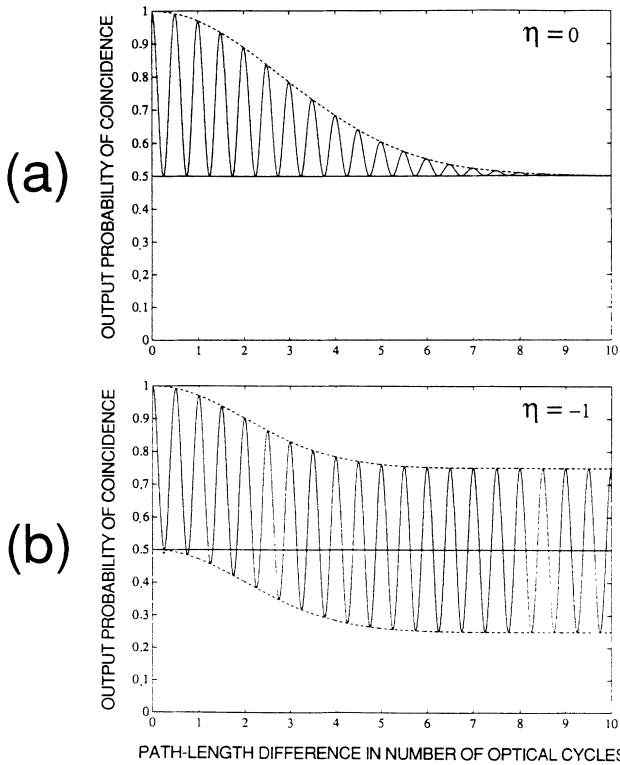 (a)
OUTPUT PROBABILITY OF COINCIDENCE
1
0.9
0.8
0.7
0.6
0.5
0.4
0.3
0.2
0.1
0
0 1 2 3 4 5 6 7 8 9 10
η = 0
(b)
OUTPUT PROBABILITY OF COINCIDENCE
1
0.9
0.8
0.7
0.6
0.5
0.4
0.3
0.2
0.1
0
0 1 2 3 4 5 6 7 8 9 10
η = -1
PATH-LENGTH DIFFERENCE IN NUMBER OF OPTICAL CYCLES